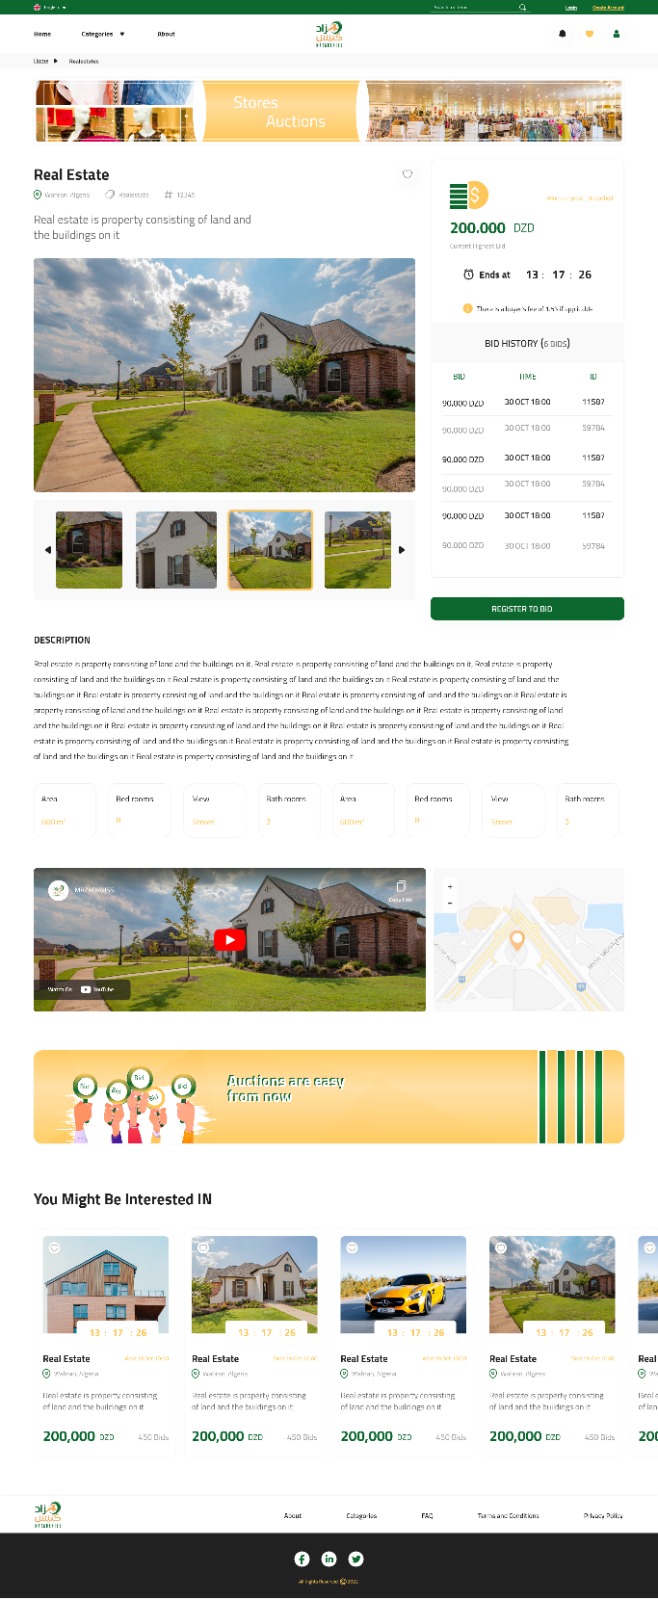 English
Login
Create Account
Home
Categories
About
مزاد
Home
Realestates
Stores
Auctions
Real Estate
Wahran, Algeria
Realestate
12345
Real estate is property consisting of land and
the buildings on it
200.000 DZD
Current Highest Bid
Ends at 13 : 17 : 26
There is a buyer's fee of 1.5% if applicable
BID HISTORY (6 BIDS)
BID TIME ID
90.000 DZD 30 OCT 18:00 11587
90.000 DZD 30 OCT 18:00 59784
90.000 DZD 30 OCT 18:00 11587
90.000 DZD 30 OCT 18:00 59784
90.000 DZD 30 OCT 18:00 11587
90.000 DZD 30 OCT 18:00 59784
REGISTER TO BID
DESCRIPTION
Real estate is property consisting of land and the buildings on it, Real estate is property consisting of land and the buildings on it, Real estate is property
consisting of land and the buildings on it Real estate is property consisting of land and the buildings on it Real estate is property consisting of land and the
buildings on it Real estate is property consisting of land and the buildings on it Real estate is property consisting of land and the buildings on it Real estate is
property consisting of land and the buildings on it Real estate is property consisting of land and the buildings on it Real estate is property consisting of land
and the buildings on it Real estate is property consisting of land and the buildings on it Real estate is property consisting of land and the buildings on it Real
estate is property consisting of land and the buildings on it Real estate is property consisting of land and the buildings on it Real estate is property consisting
of land and the buildings on it Real estate is property consisting of land and the buildings on it
Area Bed rooms View Bath rooms Area Bed rooms View Bath rooms
600m² 8 Street 3 600m² 8 Street 3
Copy Link
Watch On YouTube
Bid Bid Bid Bid Bid
Auctions are easy
from now
You Might Be Interested IN
13 : 17 : 26 13 : 17 : 26 13 : 17 : 26 13 : 17 : 26
Real Estate Real Estate Real Estate Real Estate Real E
Wahran, Algeria Wahran, Algeria Wahran, Algeria Wahran, Algeria
Real estate is property consisting Real estate is property consisting Real estate is property consisting Real estate is property consisting Real e
of land and the buildings on it of land and the buildings on it of land and the buildings on it of land and the buildings on it of land
200,000 DZD 450 Bids 200,000 DZD 450 Bids 200,000 DZD 450 Bids 200,000 DZD 450 Bids 200,
مزاد
About Categories FAQ Terms and Conditions Privacy Policy
All Rights Reserved © 2022